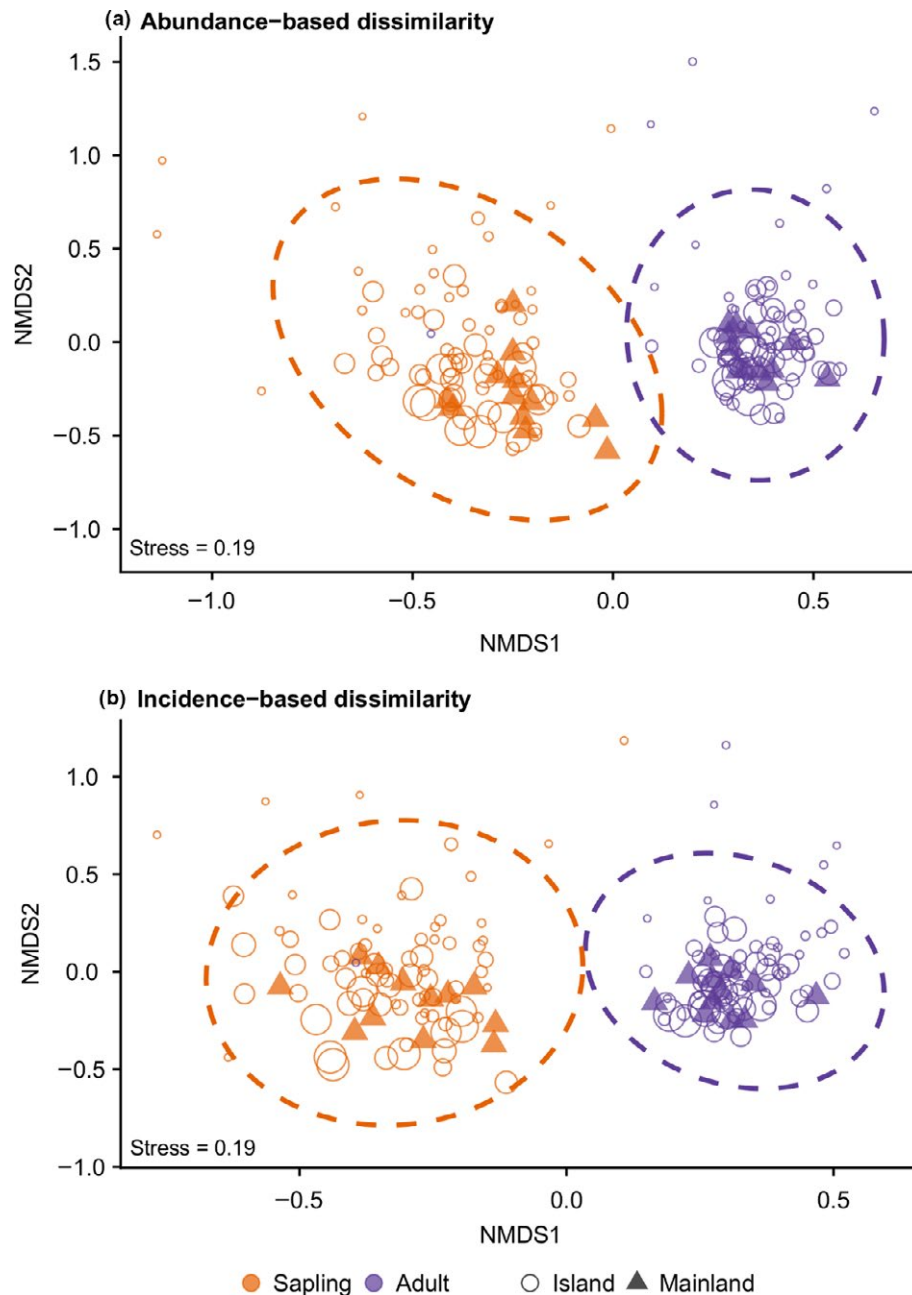 (a) Abundance−based dissimilarity
1.5
1.0
0.5
0.0
−0.5
−1.0
NMDS2
Stress = 0.19
−1.0 −0.5 0.0 0.5
NMDS1
(b) Incidence−based dissimilarity
1.0
0.5
0.0
−0.5
−1.0
NMDS2
Stress = 0.19
−0.5 0.0 0.5
NMDS1
Sapling Adult Island Mainland